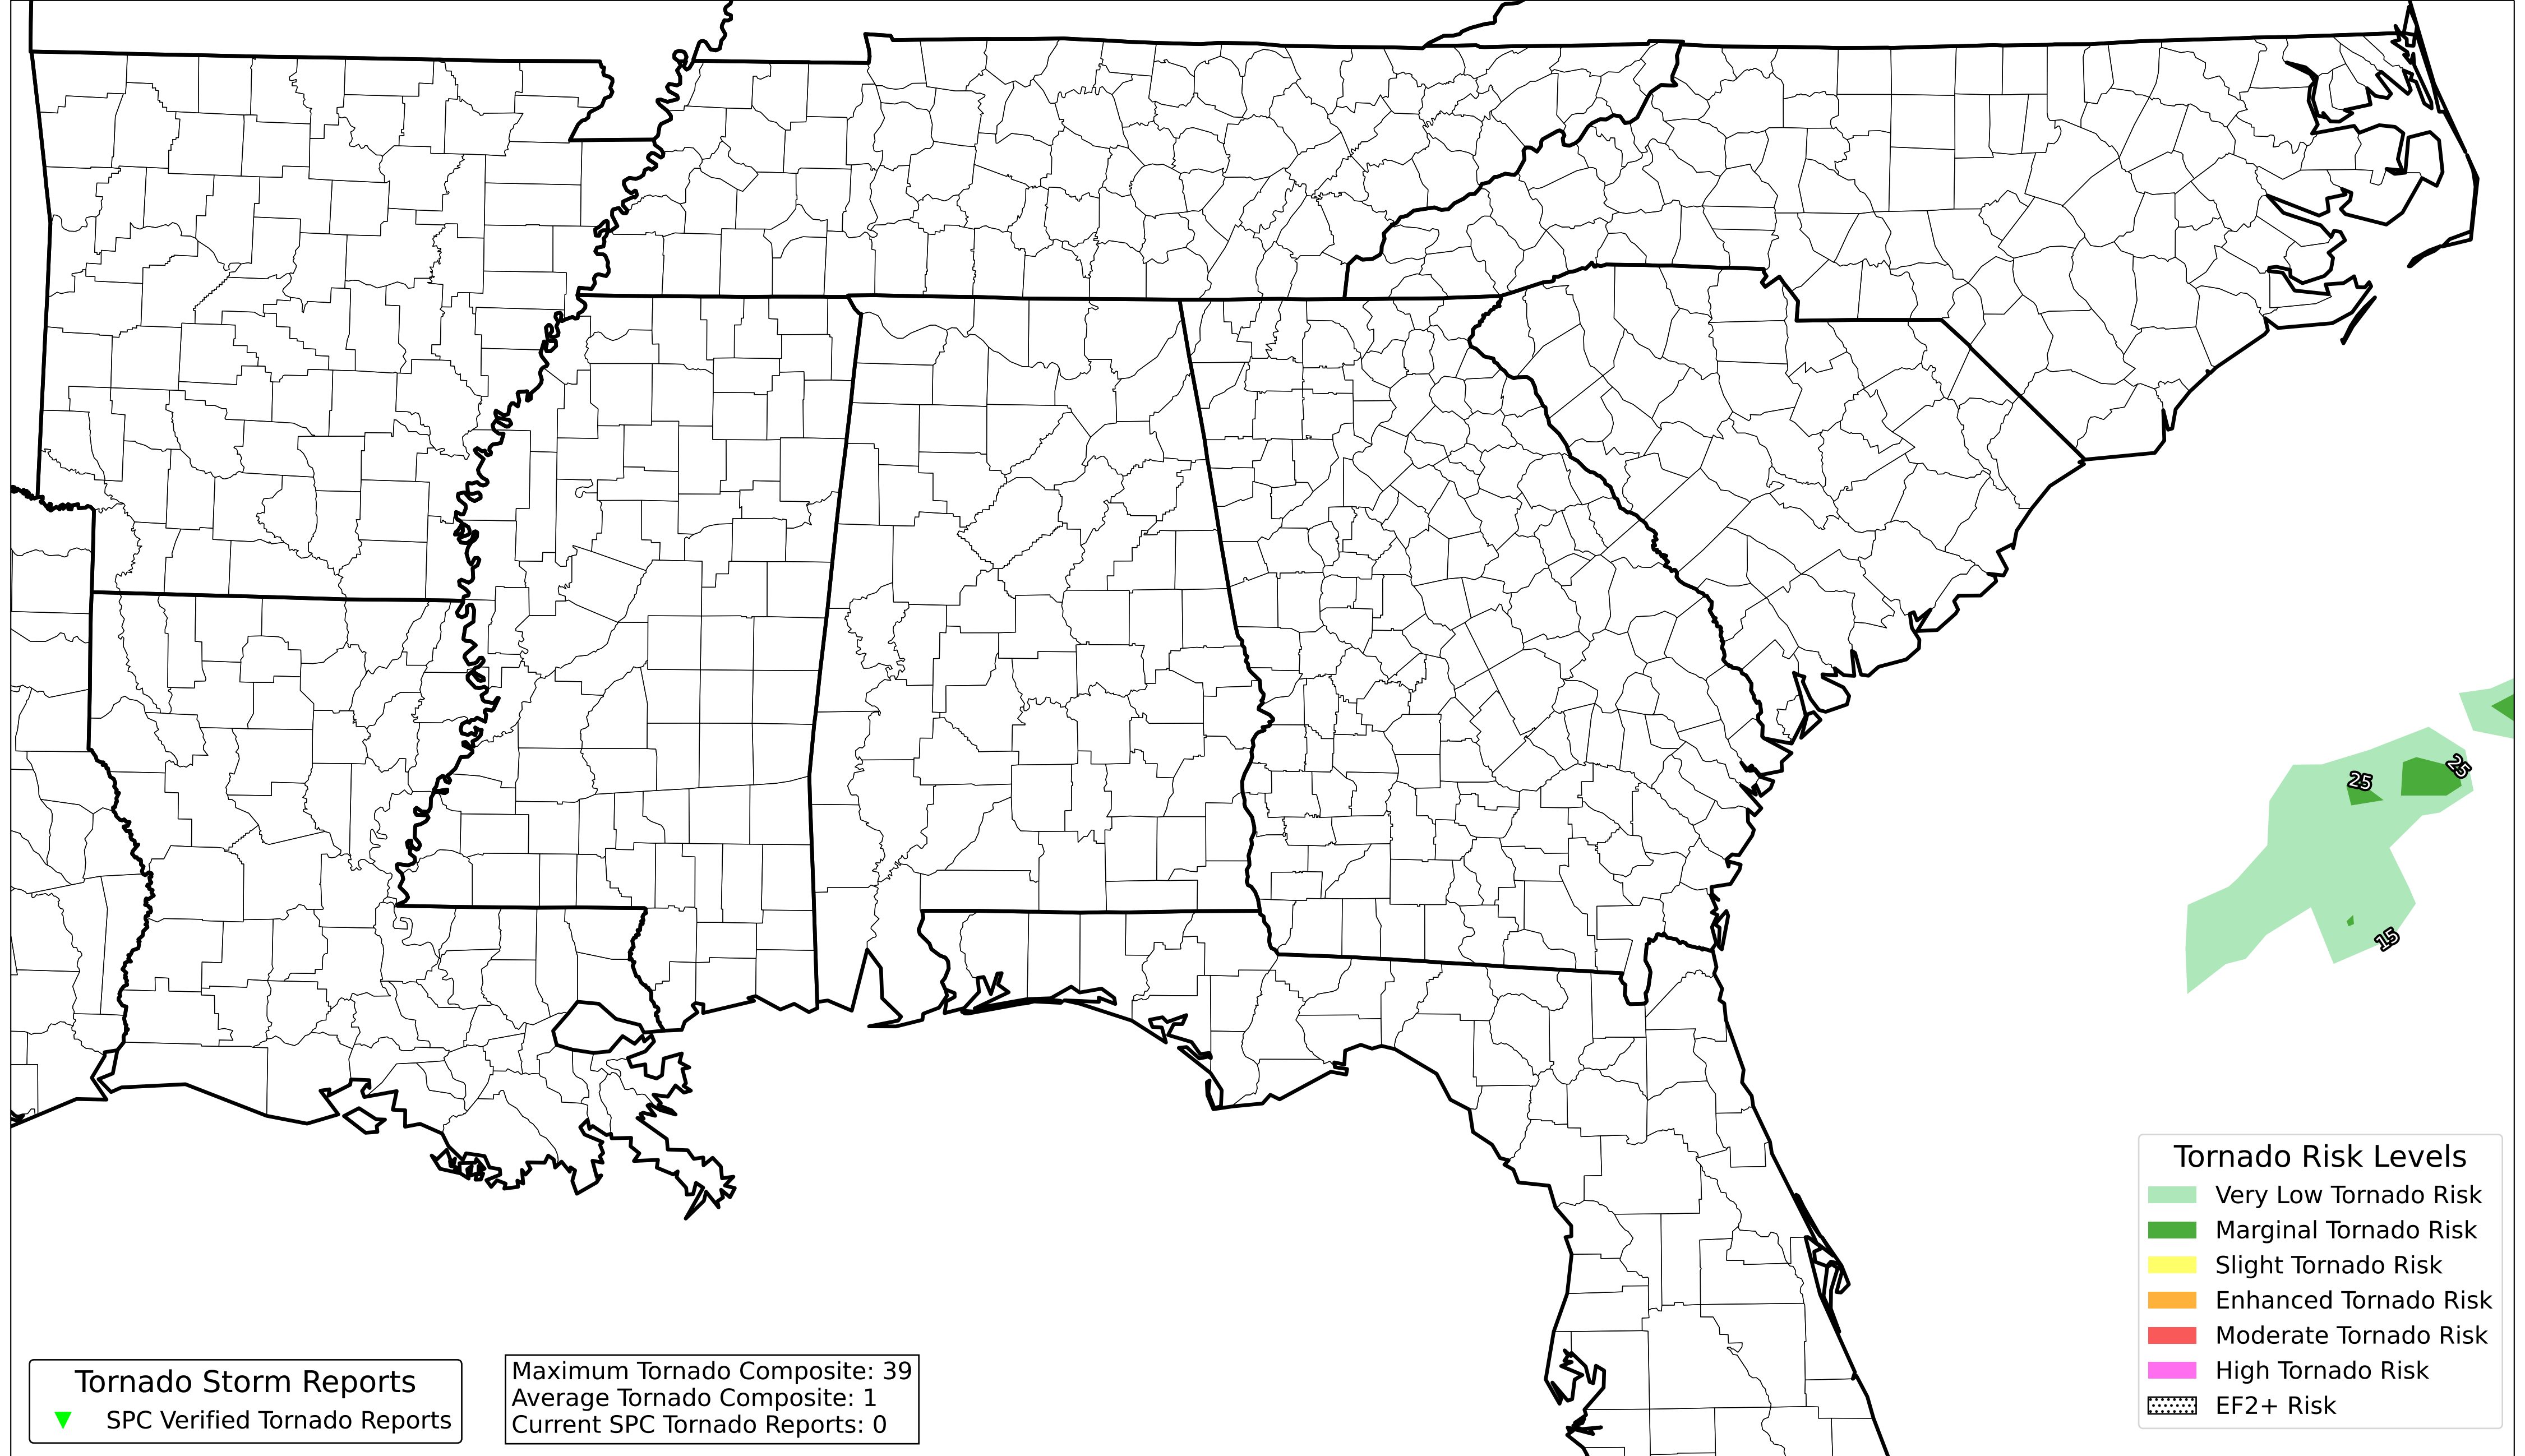 25
25
15
Tornado Risk Levels
Very Low Tornado Risk
Marginal Tornado Risk
Slight Tornado Risk
Enhanced Tornado Risk
Moderate Tornado Risk
High Tornado Risk
EF2+ Risk
Tornado Storm Reports
SPC Verified Tornado Reports
Maximum Tornado Composite: 39
Average Tornado Composite: 1
Current SPC Tornado Reports: 0